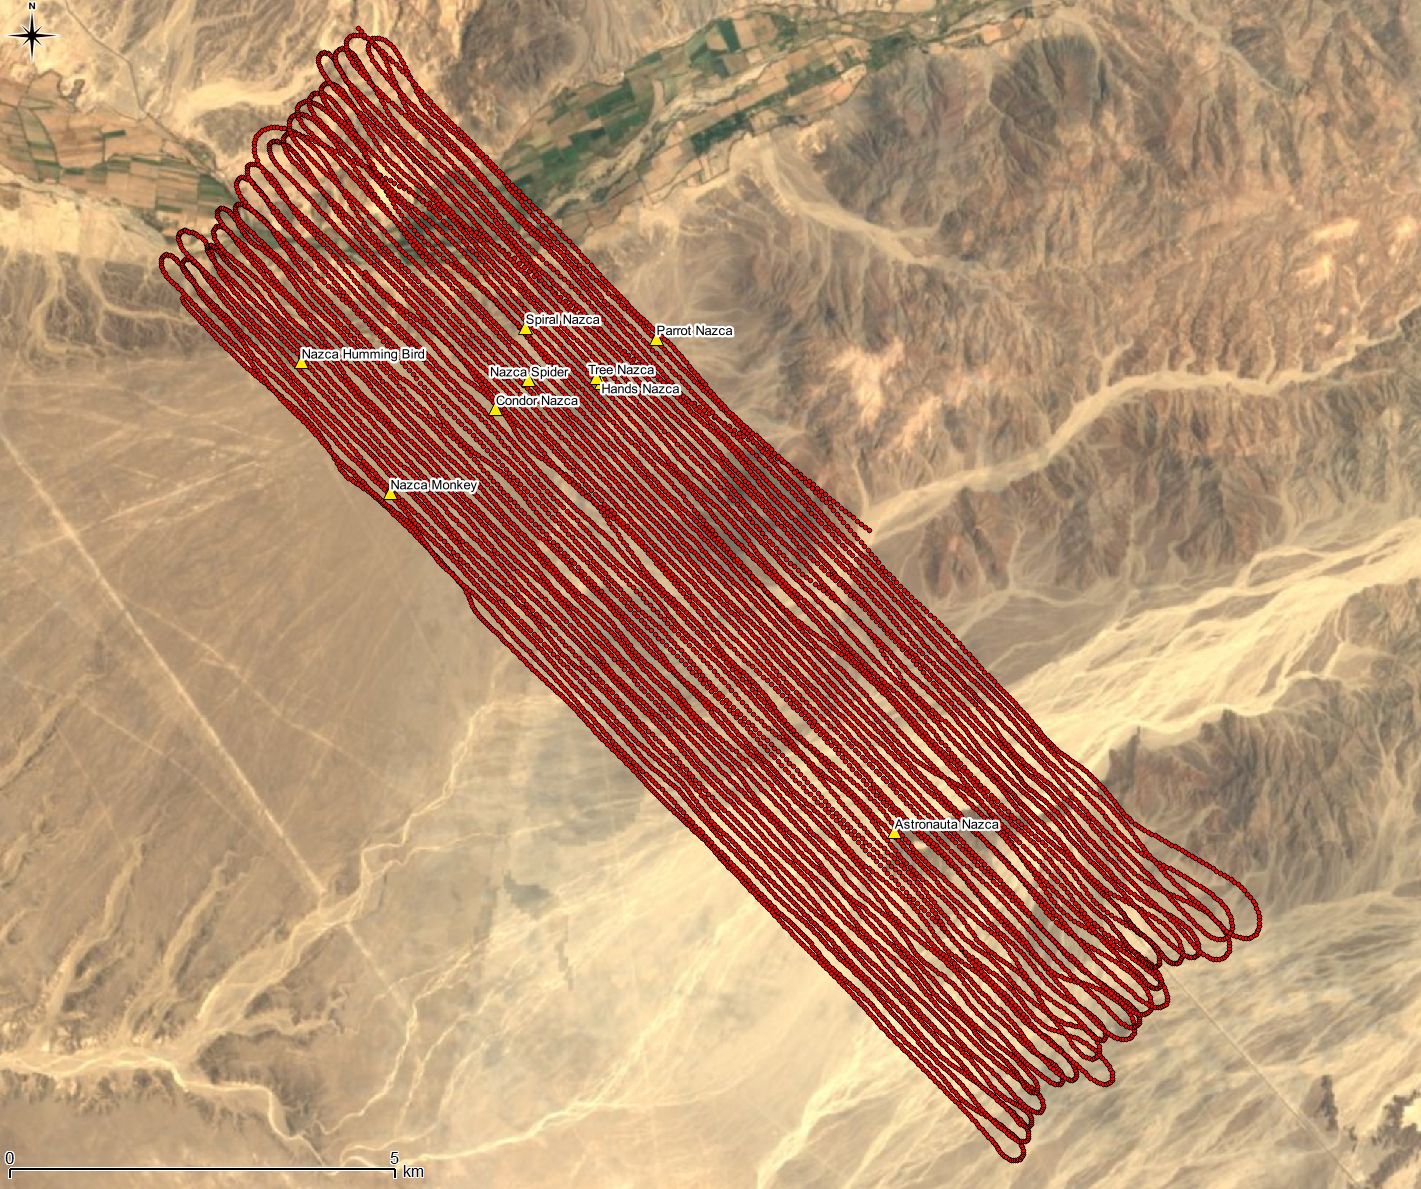 N
Spiral Nazca
Parrot Nazca
Nazca Humming Bird
Nazca Spider
Tree Nazca
Hands Nazca
Condor Nazca
Nazca Monkey
Astronauta Nazca
0 5
km